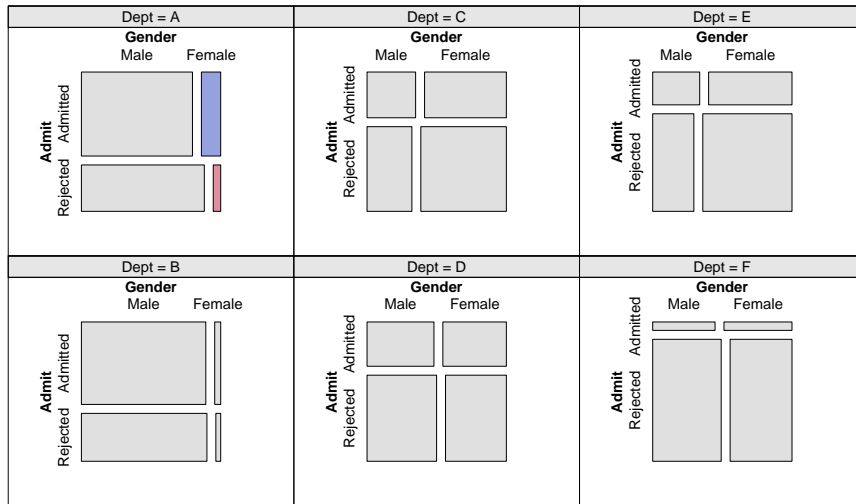 Dept = A
Gender
Male Female
Admit
Admitted
Rejected
Dept = C
Gender
Male Female
Admit
Admitted
Rejected
Dept = E
Gender
Male Female
Admit
Admitted
Rejected
Dept = B
Gender
Male Female
Admit
Admitted
Rejected
Dept = D
Gender
Male Female
Admit
Admitted
Rejected
Dept = F
Gender
Male Female
Admit
Admitted
Rejected